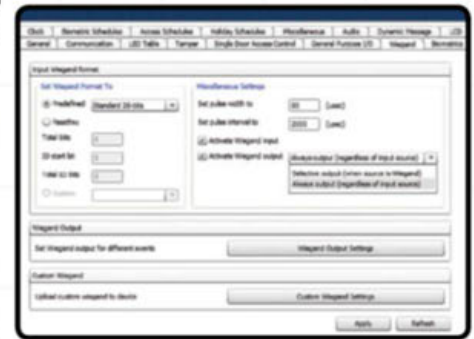 Clock Biometric Schedules Access Schedules Holiday Schedules Miscellaneous Audio Dynamic Message LCD
General Communication LED Table Tamper Single Door Access Control General Purpose I/O Wiegand Biometrics
Input Wiegand format
Set Wiegand Format To
Predefined Standard 26-bits
Passthru
Total bits
ID start bit
Total ID bits
Custom
Miscellaneous Settings
Set pulse width to [usec]
Set pulse interval to 2000 [usec]
Activate Wiegand input
Activate Wiegand output Always output (regardless of input source)
Selective output (when source is Wiegand)
Always output (regardless of input source)
Wiegand Output
Set Wiegand output for different events Wiegand Output Settings
Custom Wiegand
Upload custom wiegand to device Custom Wiegand Settings
Apply Refresh